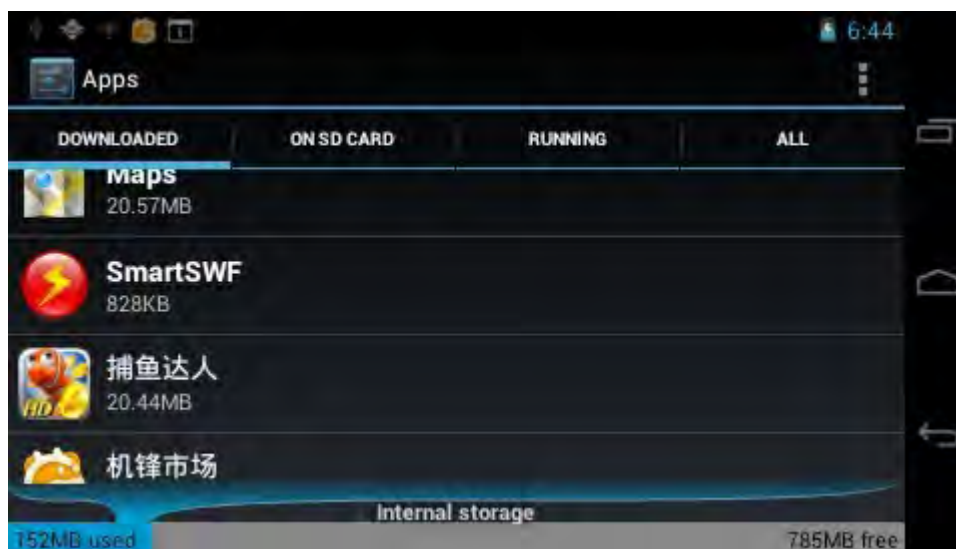 6:44
Apps
DOWNLOADED ON SD CARD RUNNING ALL
Maps
20.57MB
SmartSWF
828KB
捕鱼达人
HD
20.44MB
机锋市场
Internal storage
152MB used 785MB free